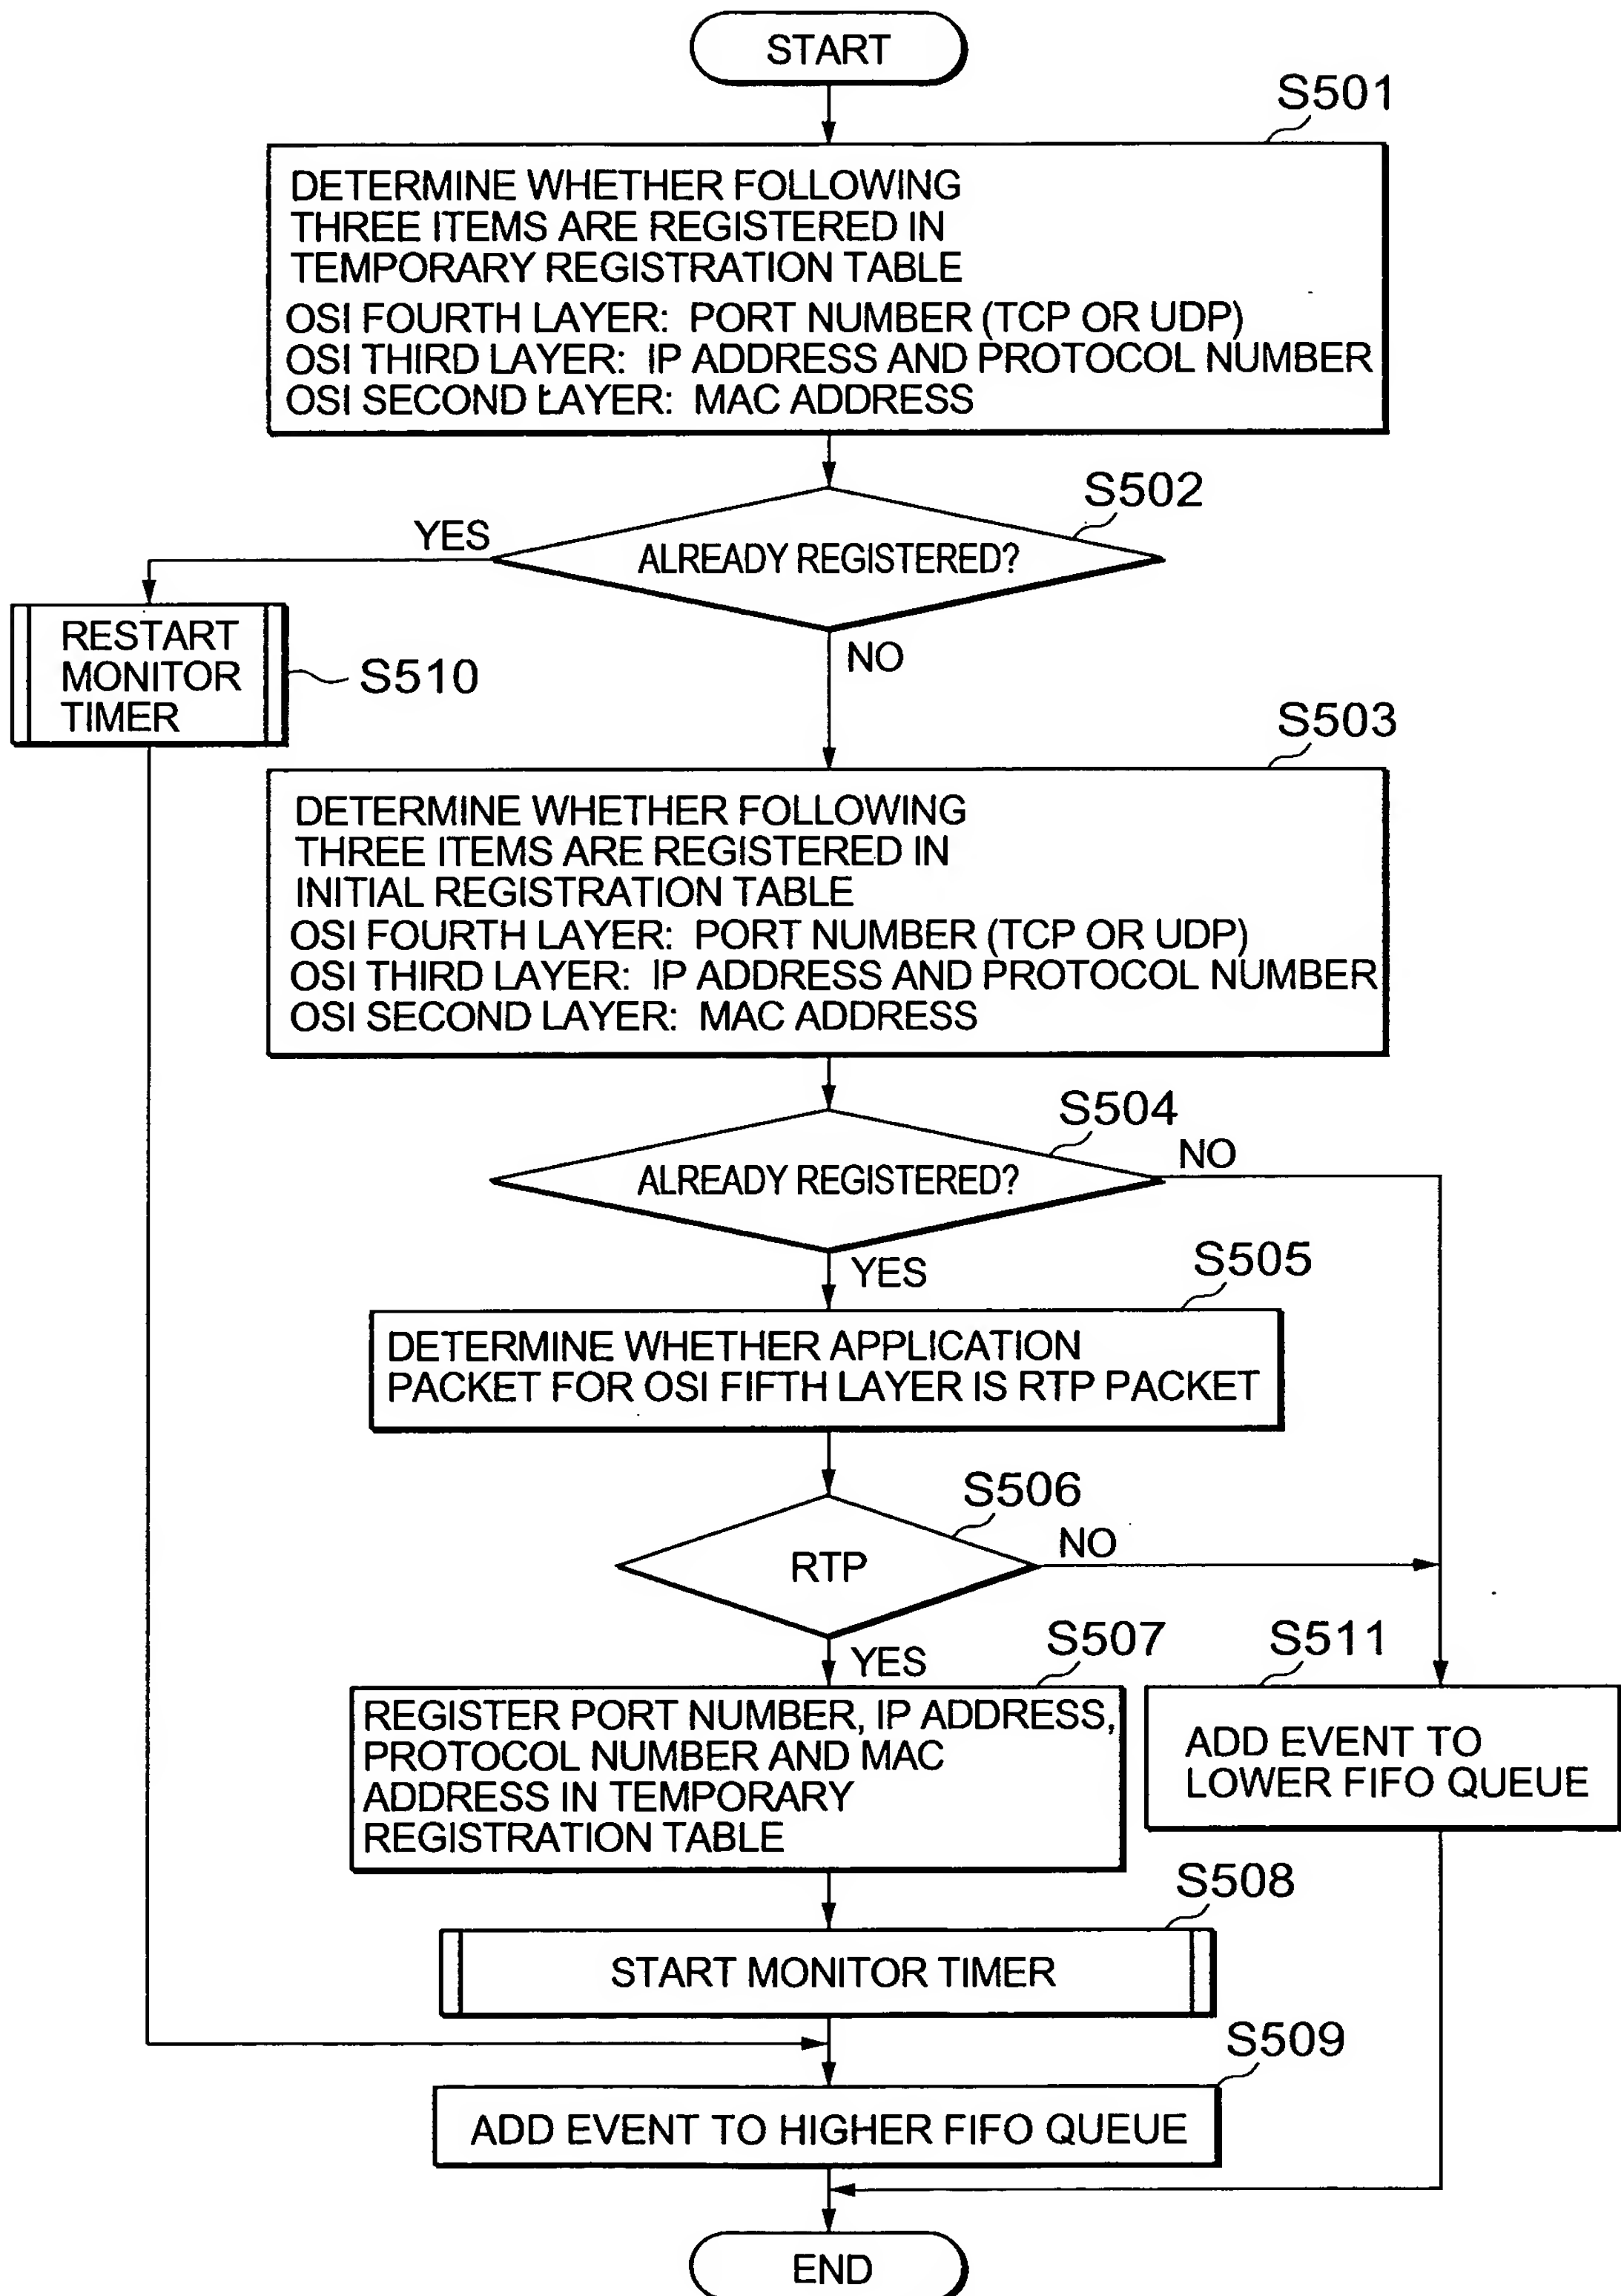 START
S501
DETERMINE WHETHER FOLLOWING
THREE ITEMS ARE REGISTERED IN
TEMPORARY REGISTRATION TABLE
OSI FOURTH LAYER: PORT NUMBER (TCP OR UDP)
OSI THIRD LAYER: IP ADDRESS AND PROTOCOL NUMBER
OSI SECOND LAYER: MAC ADDRESS
S502
YES
ALREADY REGISTERED?
NO
RESTART
MONITOR
TIMER
S510
S503
DETERMINE WHETHER FOLLOWING
THREE ITEMS ARE REGISTERED IN
INITIAL REGISTRATION TABLE
OSI FOURTH LAYER: PORT NUMBER (TCP OR UDP)
OSI THIRD LAYER: IP ADDRESS AND PROTOCOL NUMBER
OSI SECOND LAYER: MAC ADDRESS
S504
NO
ALREADY REGISTERED?
YES
S505
DETERMINE WHETHER APPLICATION
PACKET FOR OSI FIFTH LAYER IS RTP PACKET
S506
NO
RTP
YES
S507
REGISTER PORT NUMBER, IP ADDRESS,
PROTOCOL NUMBER AND MAC
ADDRESS IN TEMPORARY
REGISTRATION TABLE
S511
ADD EVENT TO
LOWER FIFO QUEUE
S508
START MONITOR TIMER
S509
ADD EVENT TO HIGHER FIFO QUEUE
END